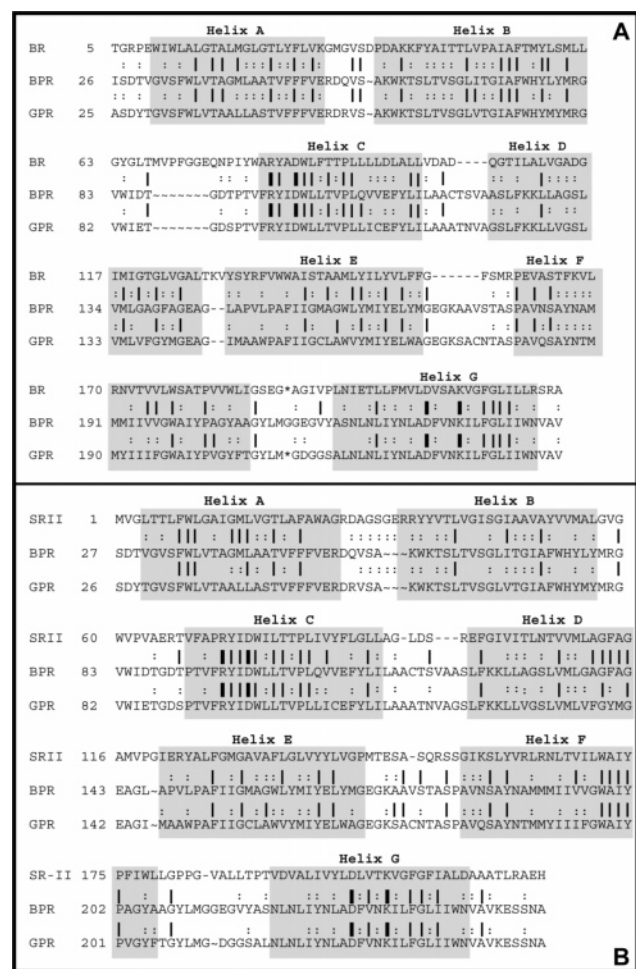 A
Helix A Helix B
BR 5 TGRPEWIWLALGTALMGLGTLYFLVKGMGVSDPDAKKFYAITTLVPAIAFTMYLSMLL
BPR 26 ISDTVGVSFWLVTAGMLAATVFFFVERDQVS~AKWKTSLTVSGLITGIAFWHYLYMRG
GPR 25 ASDYTGVSFWLVTAALLASTVFFFVERDRVS~AKWKTSLTVSGLVTGIAFWHYMYMRG
Helix C Helix D
BR 63 GYGLTMVPFGGEQNPIYWARYADWLFTTPLLLLDLALLVDAD----QGTILALVGADG
BPR 83 VWIDT~~~~~~~GDTPTVFRYIDWLLTVPLQVVEFYLILAACTSVAASLFKKLLAGSL
GPR 82 VWIET~~~~~~~GDSPTVFRYIDWLLTVPLLICEFYLILAAATNVAGSLFKKLLVGSL
Helix E Helix F
BR 117 IMIGTGLVGALTKVYSYRFVWWAISTAAMLYILYVLFFG------FSMRPEVASTFKVL
BPR 134 VMLGAGFAGEAG--LAPVLPAFIIGMAGWLYMIYELYMGEGKAAVSTASPAVNSAYNAM
GPR 133 VMLVFGYMGEAG--IMAAWPAFIIGCLAWVYMIYELWAGEGKSACNTASPAVQSAYNTM
Helix G
BR 170 RNVTVVLWSATPVVWLIGSEG*AGIVPLNIETLLFMVLDVSAKVGFGLILLRSRA
BPR 191 MMIIVVGWAIYPAGYAAGYLMGGEGVYASNLNLIYNLADFVNKILFGLIIWNVAV
GPR 190 MYIIIFGWAIYPVGYFTGYLM*GDGGSALNLNLIYNLADFVNKILFGLIIWNVAV
Helix A Helix B
SRII 1 MVGLTTLFWLGAIGMLVGTLAFAWAGRDAGSGERRYYVTLVGISGIAAVAYVVMALGVG
BPR 27 SDTVGVSFWLVTAGMLAATVFFFVERDQVSA~~~KWKTSLTVSGLITGIAFWHYLYMRG
GPR 26 SDYTGVSFWLVTAALLASTVFFFVERDRVSA~~~KWKTSLTVSGLVTGIAFWHYMYMRG
Helix C Helix D
SRII 60 WVPVAERTVFAPRYIDWILTTPLIVYFLGLLAG-LDS---REFGIVITLNTVVMLAGFAG
BPR 83 VWIDTGDTPTVFRYIDWLLTVPLQVVEFYLILAACTSVAASLFKKLLAGSLVMLGAGFAG
GPR 82 VWIETGDSPTVFRYIDWLLTVPLLICEFYLILAAATNVAGSLFKKLLVGSLVMLVFGYMG
Helix E Helix F
SRII 116 AMVPGIERYALFGMGAVAFLGLVYYLVGPMTESA-SQRSSGIKSLYVRLRNLTVILWAIY
BPR 143 EAGL~APVLPAFIIGMAGWLYMIYELYMGEGKAAVSTASPAVNSAYNAMMMIIVVGWAIY
GPR 142 EAGI~MAAWPAFIIGCLAWVYMIYELWAGEGKSACNTASPAVQSAYNTMMYIIIFGWAIY
Helix G
SR-II 175 PFIWLLGPPG-VALLTPTVDVALIVYLDLVTKVGFGFIALDAAATLRAEH
BPR 202 PAGYAAGYLMGGEGVYASNLNLIYNLADFVNKILFGLIIWNVAVKESSNA
GPR 201 PVGYFTGYLMG~DGGSALNLNLIYNLADFVNKILFGLIIWNVAVKESSNA
B